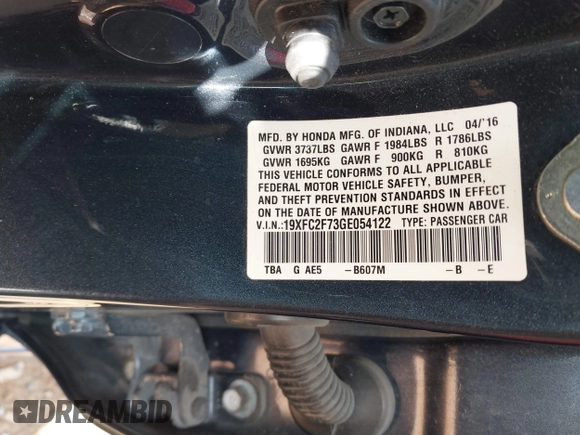 MFD. BY HONDA MFG. OF INDIANA, LLC 04/'16
GVWR 3737LBS GAWR F 1984LBS R 1786LBS
GVWR 1695KG GAWR F 900KG R 810KG
THIS VEHICLE CONFORMS TO ALL APPLICABLE
FEDERAL MOTOR VEHICLE SAFETY, BUMPER,
AND THEFT PREVENTION STANDARDS IN EFFECT
ON THE DATE OF MANUFACTURE SHOWN ABOVE.
V.I.N.:19XFC2F73GE054122 TYPE: PASSENGER CAR
TBA G AE5 -B607M -B -E
DREAMBID